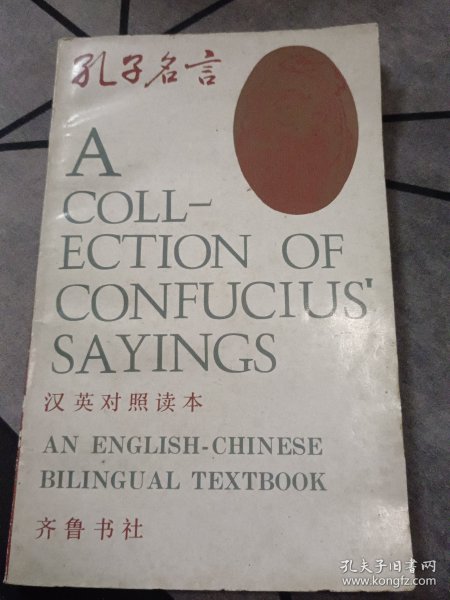 孔子名言
A
COLL-
ECTION OF
CONFUCIUS'
SAYINGS
汉英对照读本
AN ENGLISH-CHINESE
BILINGUAL TEXTBOOK
齐鲁书社
孔夫子旧书网
www.kongfz.com